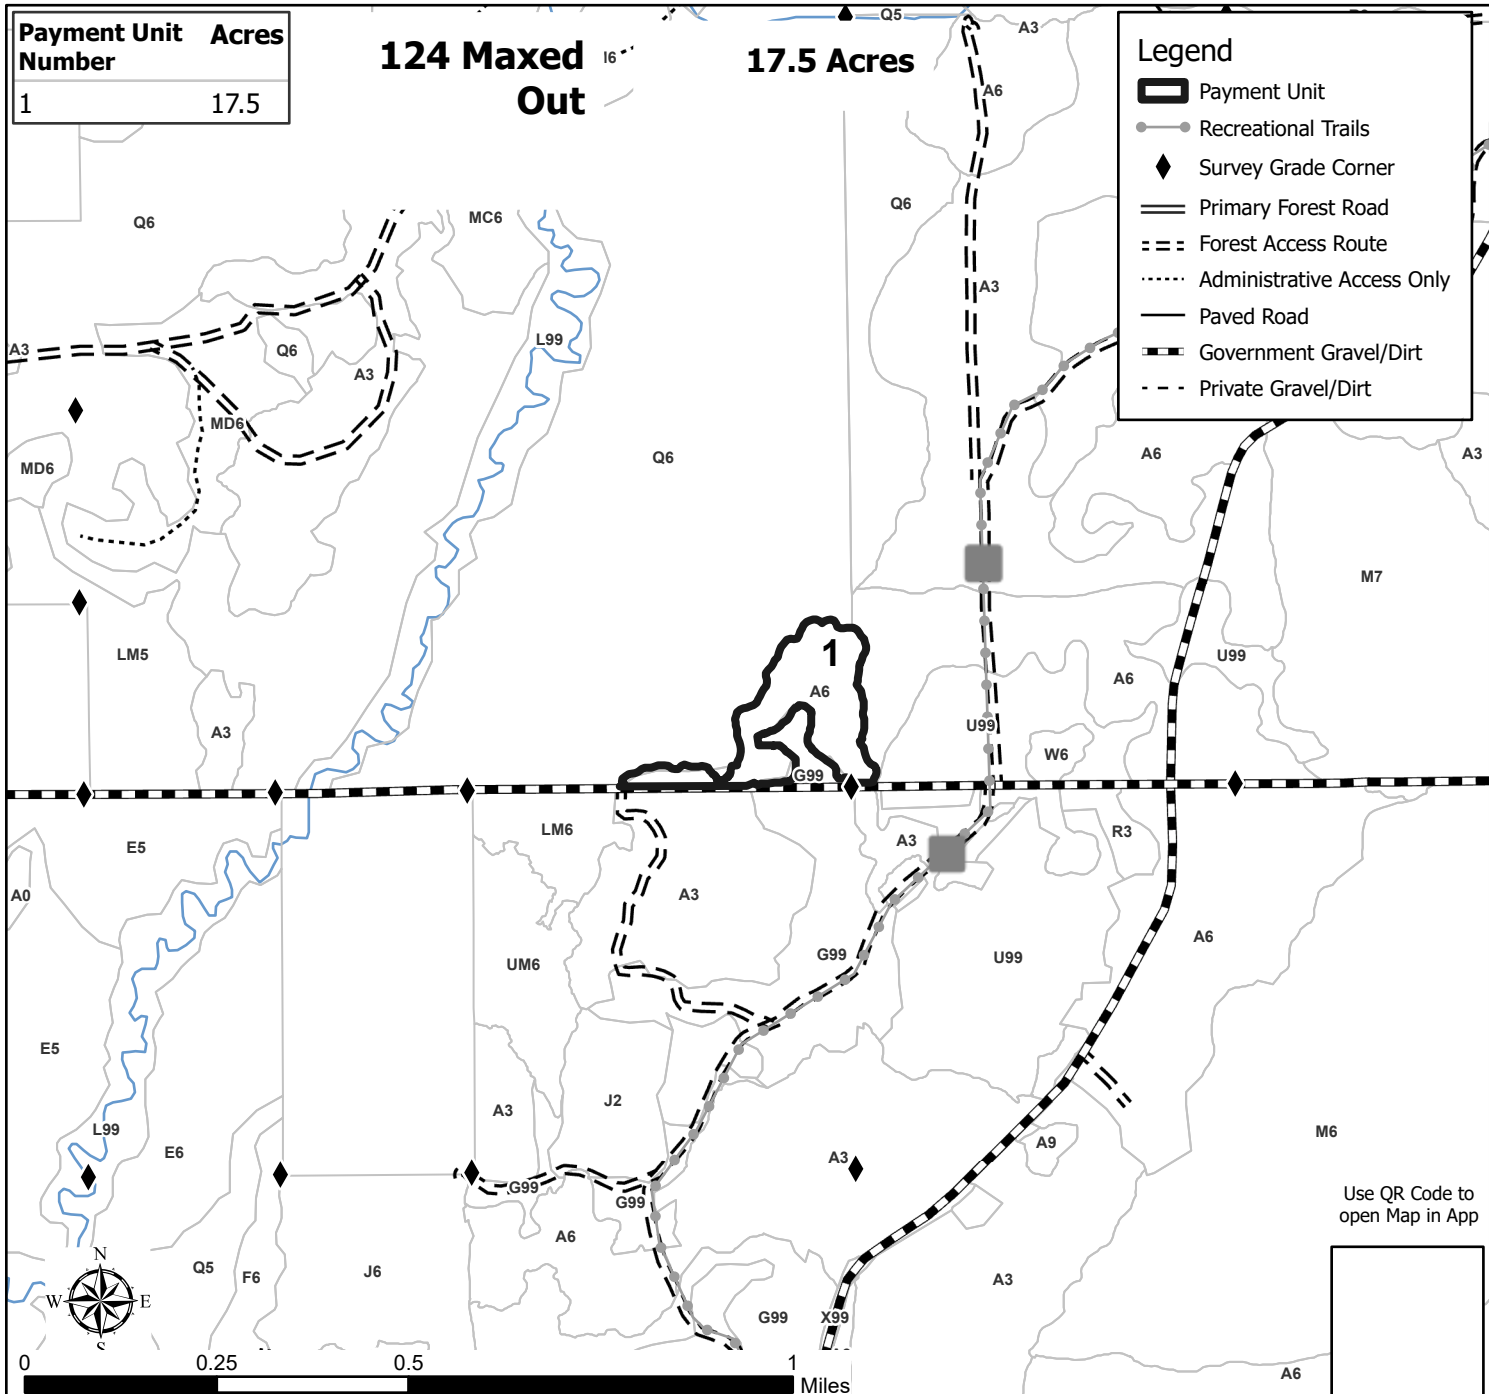 Payment Unit Number Acres
1 17.5
124 Maxed
Out
17.5 Acres
Legend
Payment Unit
Recreational Trails
Survey Grade Corner
Primary Forest Road
Forest Access Route
Administrative Access Only
Paved Road
Government Gravel/Dirt
Private Gravel/Dirt
Q5
A3
I6
A6
Q6
MC6
Q6
A3
L99
A3
Q6
A3
MD6
MD6
Q6
A6
A3
M7
LM5
1
A6
U99
A6
A3
U99
W6
G99
LM6
A3
R3
E5
A0
A3
G99
U99
A6
UM6
E5
A3
J2
L99
E6
A3
A9
M6
G99
G99
A6
Q5
F6
J6
A3
G99
X99
A6
Use QR Code to
open Map in App
N
W E
S
0 0.25 0.5 1
Miles